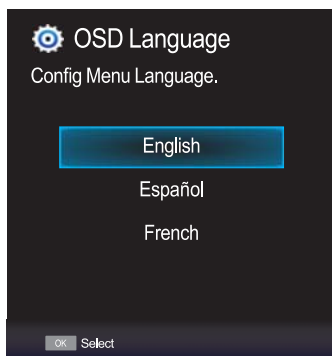 OSD Language
Config Menu Language.
English
Español
French
OK Select